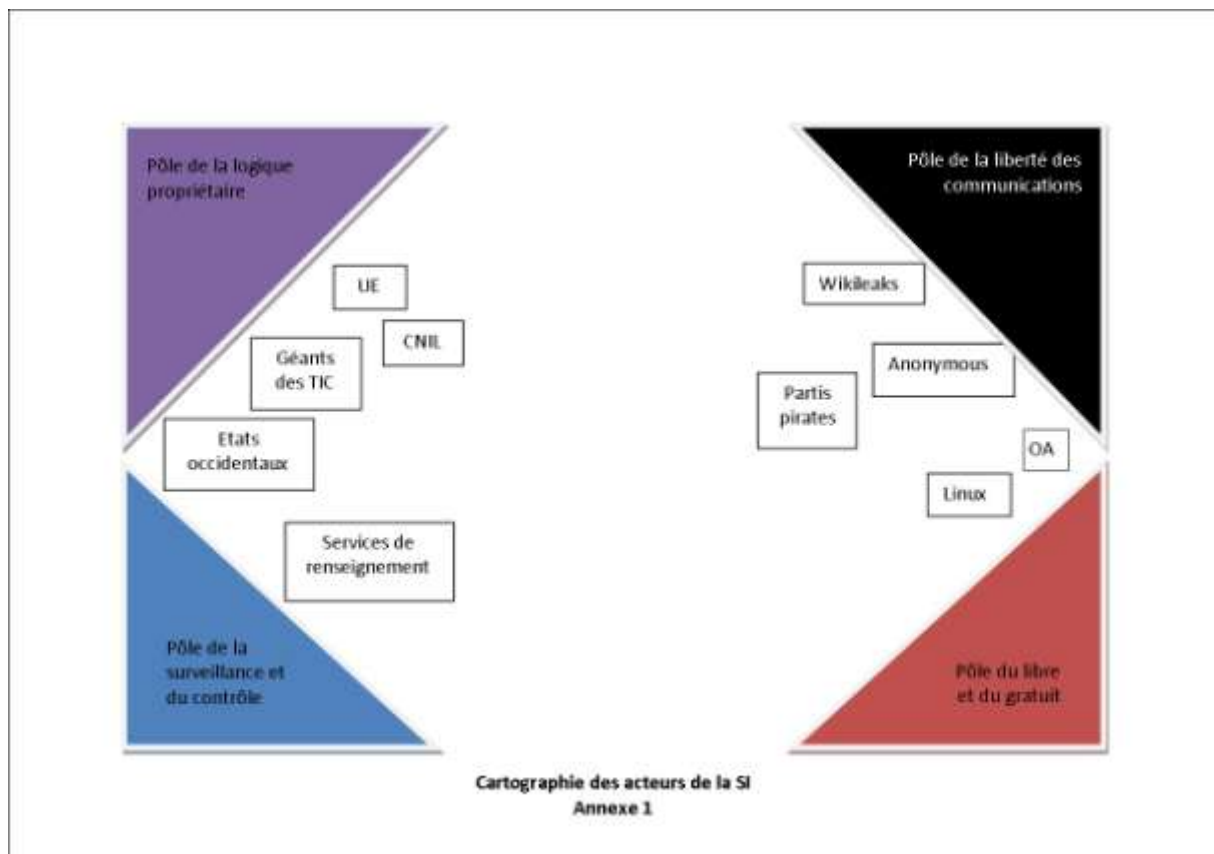 Pôle de la logique
propriétaire
Pôle de la liberté des
communications
UE
CNIL
Géants
des TIC
Etats
occidentaux
Services de
renseignement
Wikileaks
Anonymous
Partis
pirates
OA
Linux
Pôle de la
surveillance et
du contrôle
Pôle du libre
et du gratuit
Cartographie des acteurs de la SI
Annexe 1